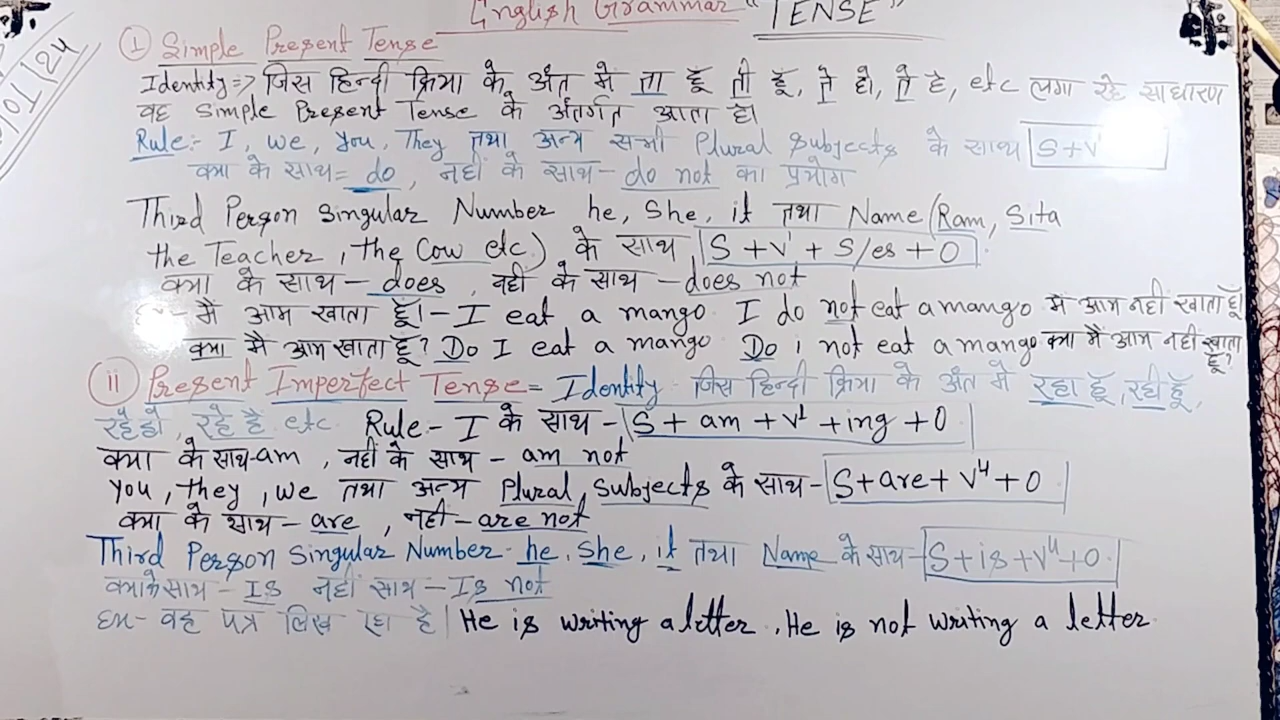 English Grammar "TENSE"
/01/24
① Simple Present Tense
Identity => जिस हिन्दी क्रिया के अंत मे ता हूँ ती हूँ, ते हो, ते है, etc लगा रहे साधारण
वह Simple Present Tense के अंतर्गत आता है।
Rule:- I, we, you, They तथा अन्य सभी Plural Subjects के साथ S+V'
क्या के साथ= do, नहीं के साथ- do not का प्रयोग
Third Person Singular Number he, She, it तथा Name (Ram, Sita
the Teacher, the Cow etc.) के साथ S + V' + S/es + O
क्या के साथ- does, नही के साथ- does not
मै आम खाता हूँ।- I eat a mango I do not eat a mango मै आम नही खाता हूँ।
क्या मै आम खाता हूँ? Do I eat a mango Do i not eat a mango क्या मै आम नही खाता हूँ?
(ii) Present Imperfect Tense = Identity जिस हिन्दी क्रिया के अंत मे रहा हूँ, रही हूँ,
रहे हो, रहे है etc Rule:- I के साथ- S + am + V' + ing + O
क्या के साथ-am, नहीं के साथ - am not
you, they, we तथा अन्य Plural Subjects के साथ- S+are+V⁴+O
क्या के साथ- are, नही- are not
Third Person Singular Number- he, She, it तथा Name के साथ- S+is+V⁴+O
क्या के साथ - Is नहीं साथ- Is not
Ex- वह पत्र लिख रहा है। He is writing a letter. He is not writing a letter